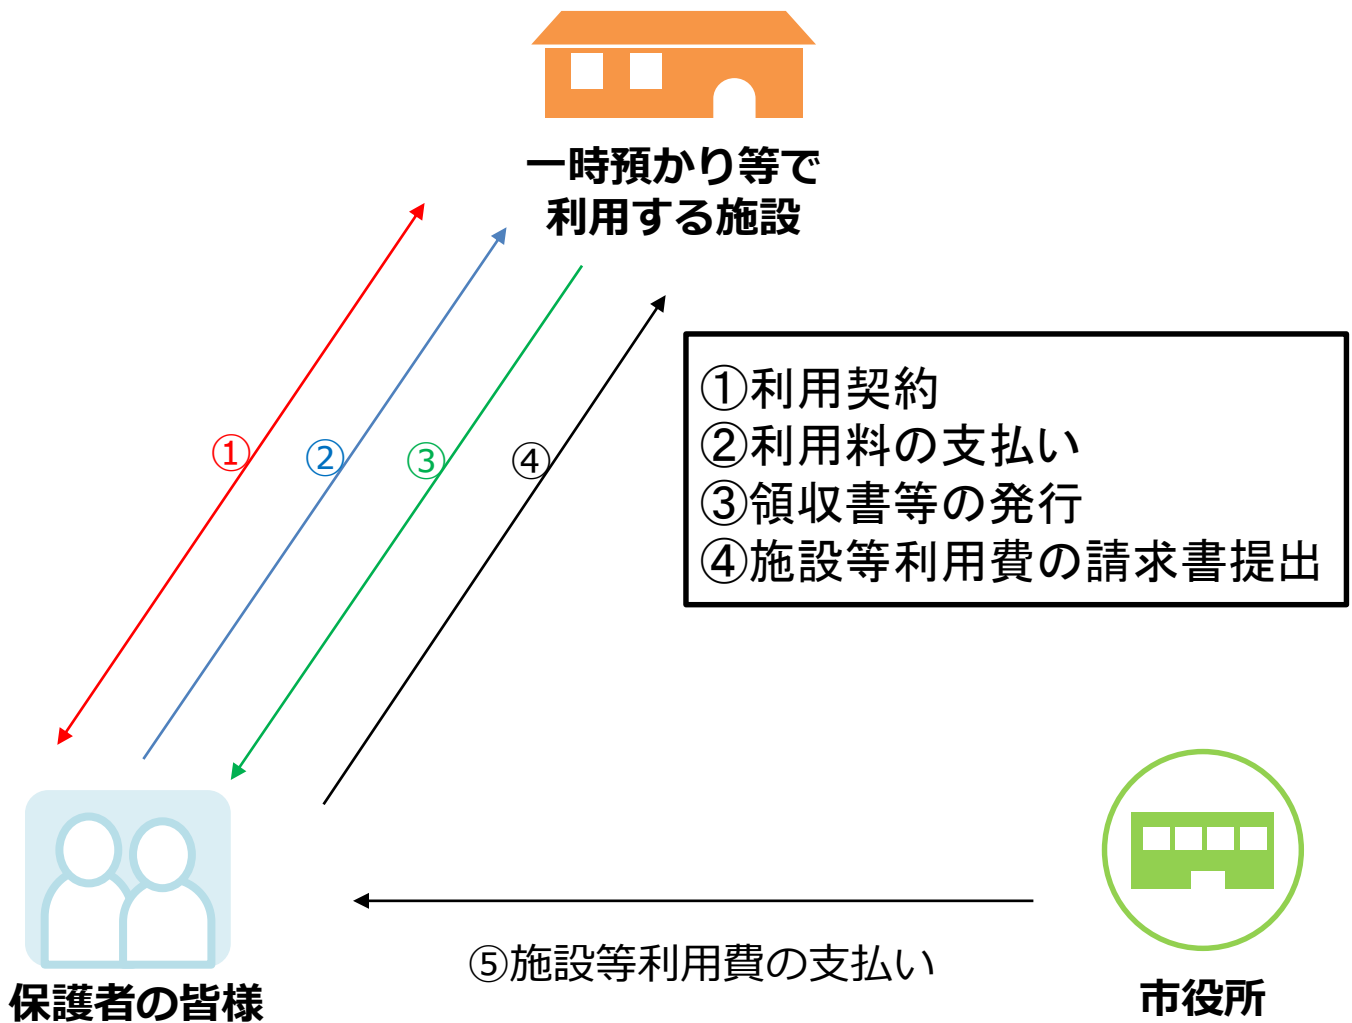 一時預かり等で
利用する施設
①
②
③
④
①利用契約
②利用料の支払い
③領収書等の発行
④施設等利用費の請求書提出
⑤施設等利用費の支払い
保護者の皆様
市役所